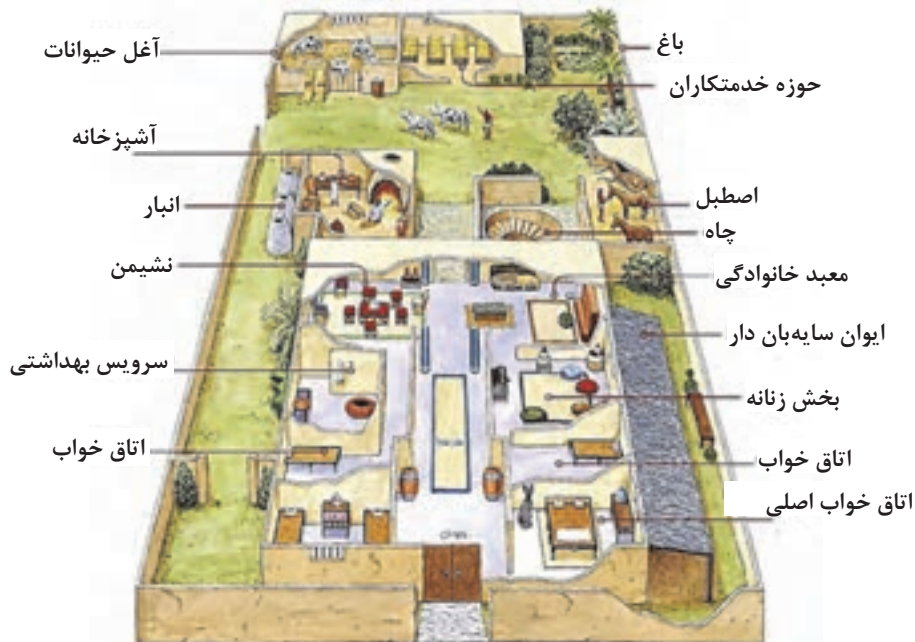 باغ
آغل حیوانات
حوزه خدمتکاران
آشپزخانه
اصطبل
انبار
چاه
نشیمن
معبد خانوادگی
ایوان سایه‌بان دار
سرویس بهداشتی
بخش زنانه
اتاق خواب
اتاق خواب
اتاق خواب اصلی